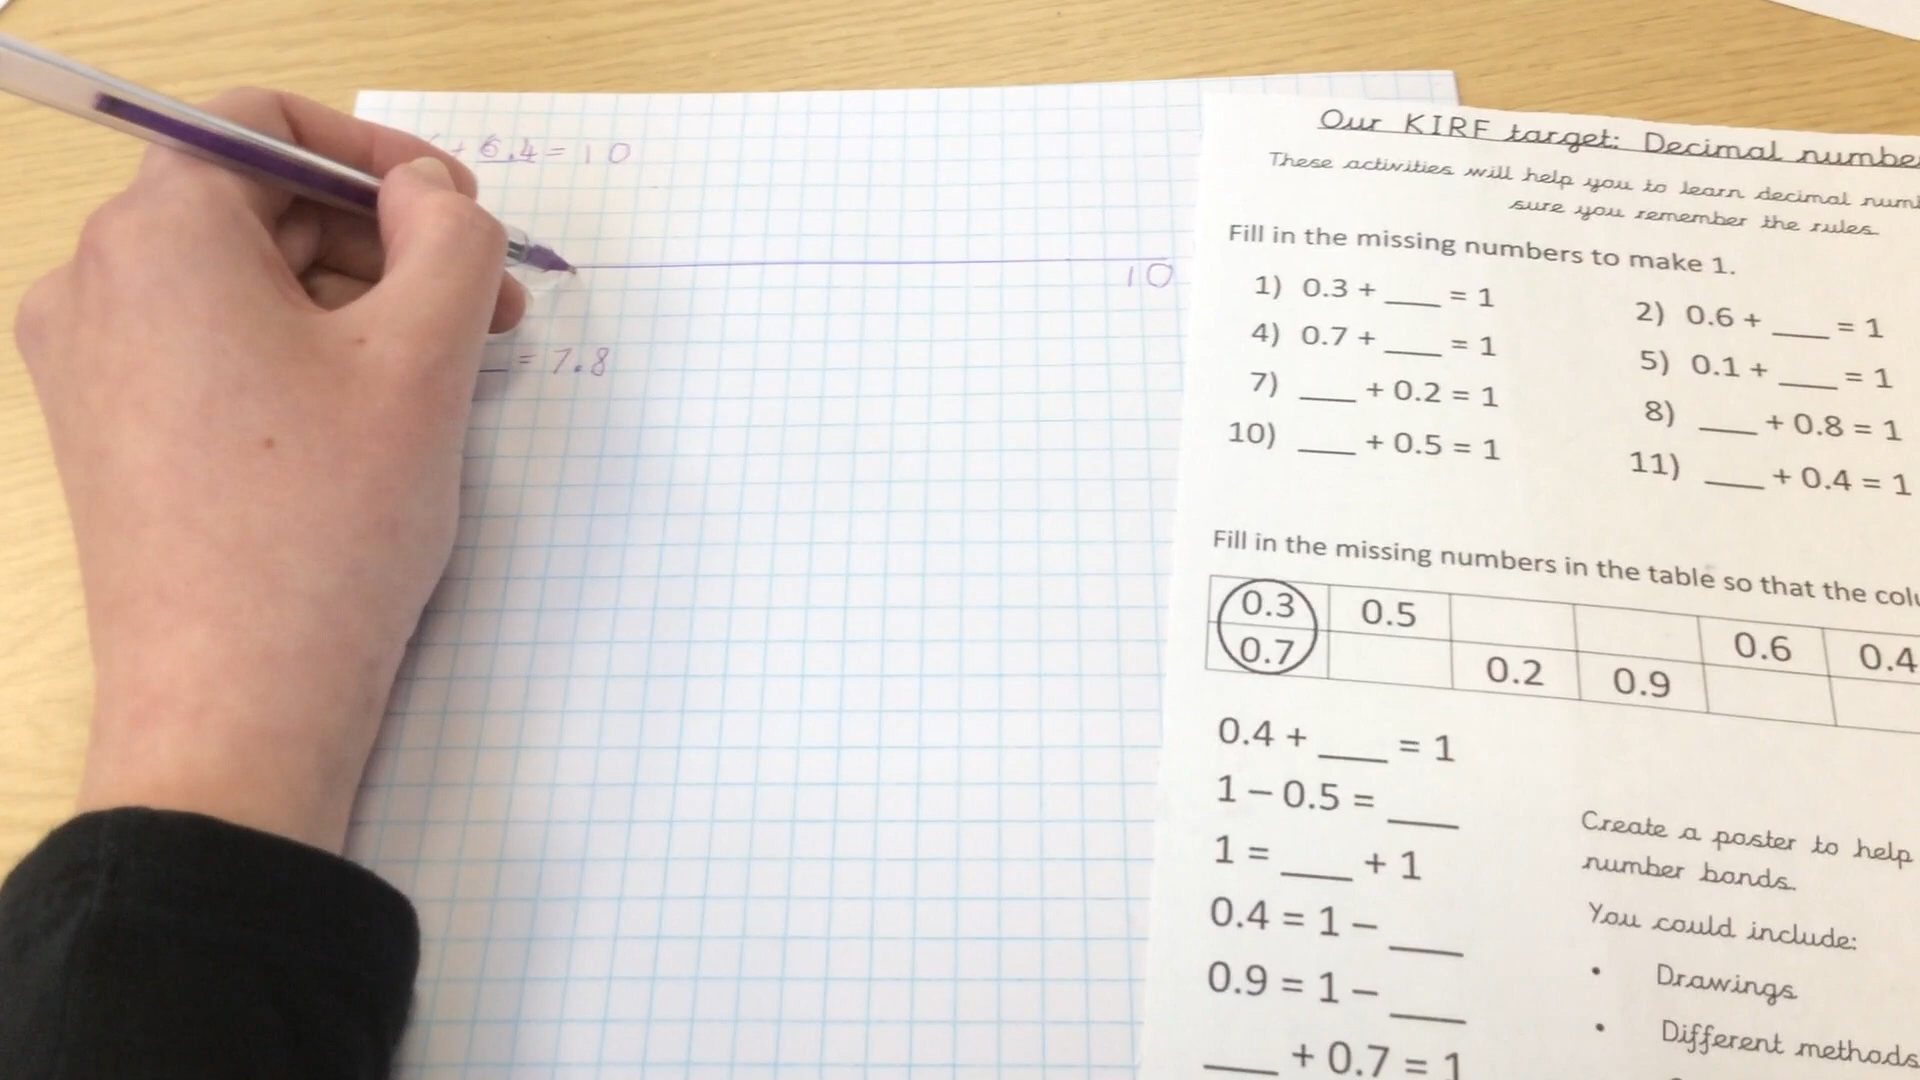 + 6.4 = 10
10
= 7.8
Our KIRF target: Decimal
These activities will help you to learn decimal
sure you remember the rules.
Fill in the missing numbers to make 1.
1) 0.3 + ___ = 1
2) 0.6 + ___ = 1
4) 0.7 + ___ = 1
5) 0.1 + ___ = 1
7) ___ + 0.2 = 1
8) ___ + 0.8 = 1
10) ___ + 0.5 = 1
11) ___ + 0.4 = 1
Fill in the missing numbers in the table so that the
0.3 0.5 0.6 0.4
0.7 0.2 0.9
0.4 + ___ = 1
1 – 0.5 = ___
1 = ___ + 1
0.4 = 1 – ___
0.9 = 1 – ___
___ + 0.7 = 1
Create a poster to help
number bonds.
You could include:
• Drawings
• Different methods